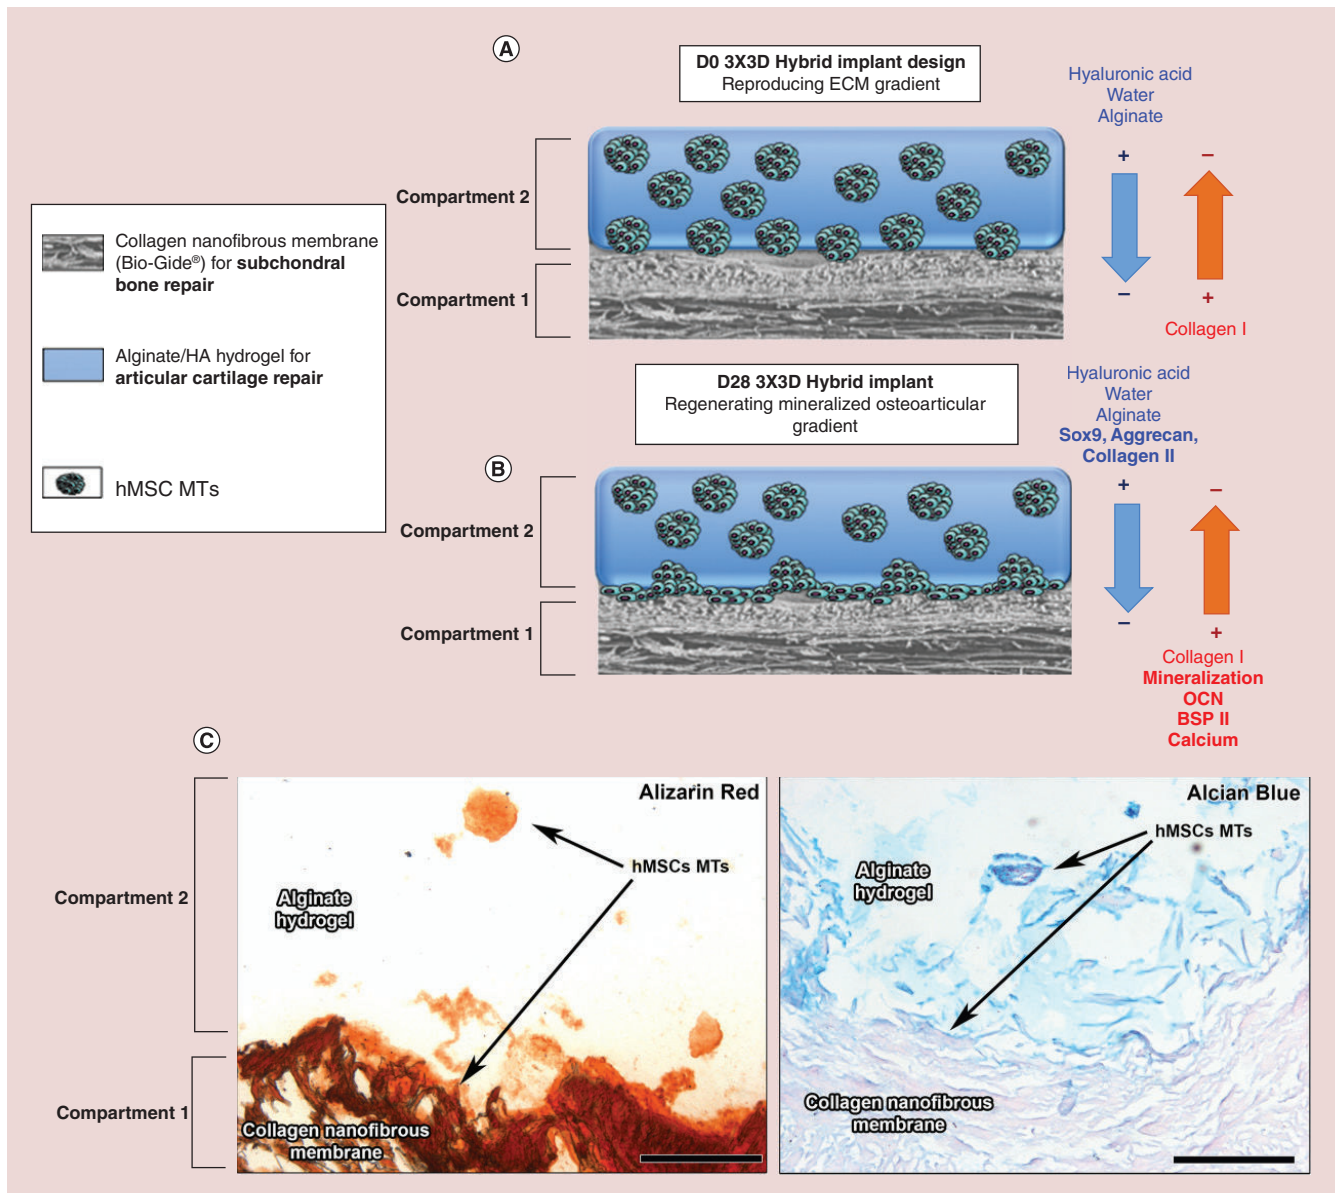 A
D0 3X3D Hybrid implant design
Reproducing ECM gradient
Hyaluronic acid
Water
Alginate
+
–
Compartment 2
Compartment 1
–
+
Collagen I
Collagen nanofibrous membrane
(Bio-Gide®) for subchondral
bone repair
Alginate/HA hydrogel for
articular cartilage repair
hMSC MTs
D28 3X3D Hybrid implant
Regenerating mineralized osteoarticular
gradient
Hyaluronic acid
Water
Alginate
Sox9, Aggrecan,
Collagen II
B
+
–
Compartment 2
Compartment 1
–
+
Collagen I
Mineralization
OCN
BSP II
Calcium
C
Compartment 2
Compartment 1
Alizarin Red
hMSCs MTs
Alginate
hydrogel
Collagen nanofibrous
membrane
Alcian Blue
hMSCs MTs
Alginate
hydrogel
Collagen nanofibrous
membrane